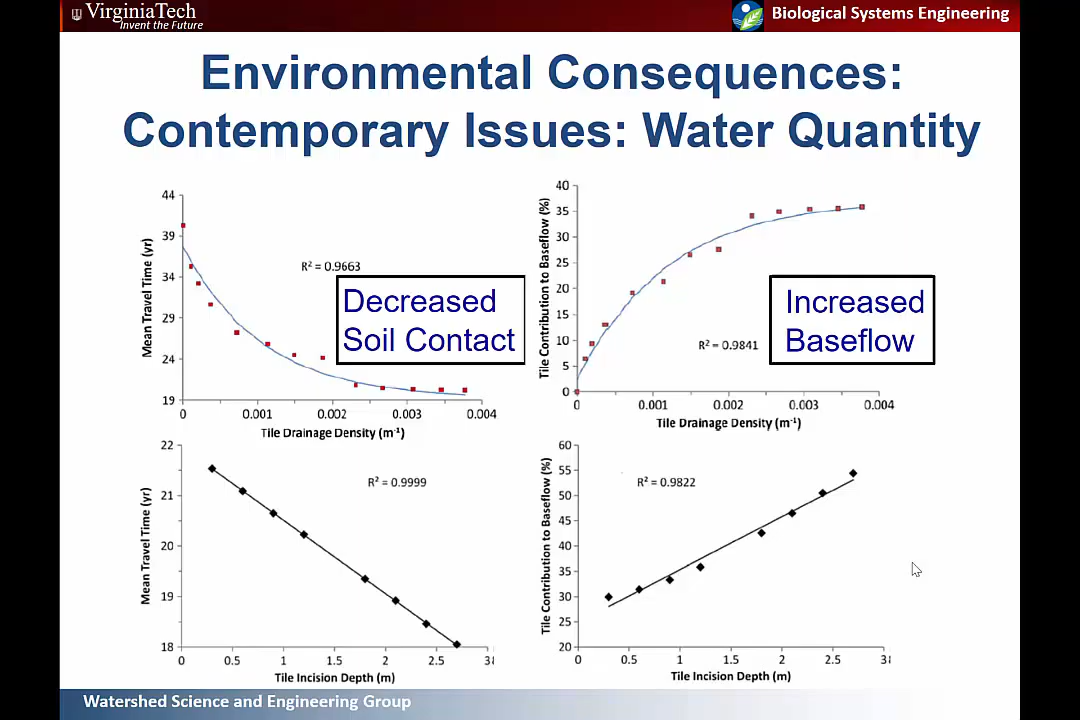 VirginiaTech
Invent the Future
Biological Systems Engineering
Environmental Consequences:
Contemporary Issues: Water Quantity
44
39
34
29
24
19
Mean Travel Time (yr)
R² = 0.9663
Decreased
Soil Contact
0 0.001 0.002 0.003 0.004
Tile Drainage Density (m⁻¹)
40
35
30
25
20
15
10
5
0
Tile Contribution to Baseflow (%)
Increased
Baseflow
R² = 0.9841
0 0.001 0.002 0.003 0.004
Tile Drainage Density (m⁻¹)
22
21
20
19
18
Mean Travel Time (yr)
R² = 0.9999
0 0.5 1 1.5 2 2.5 3
Tile Incision Depth (m)
60
55
50
45
40
35
30
25
20
Tile Contribution to Baseflow (%)
R² = 0.9822
0 0.5 1 1.5 2 2.5 3
Tile Incision Depth (m)
Watershed Science and Engineering Group